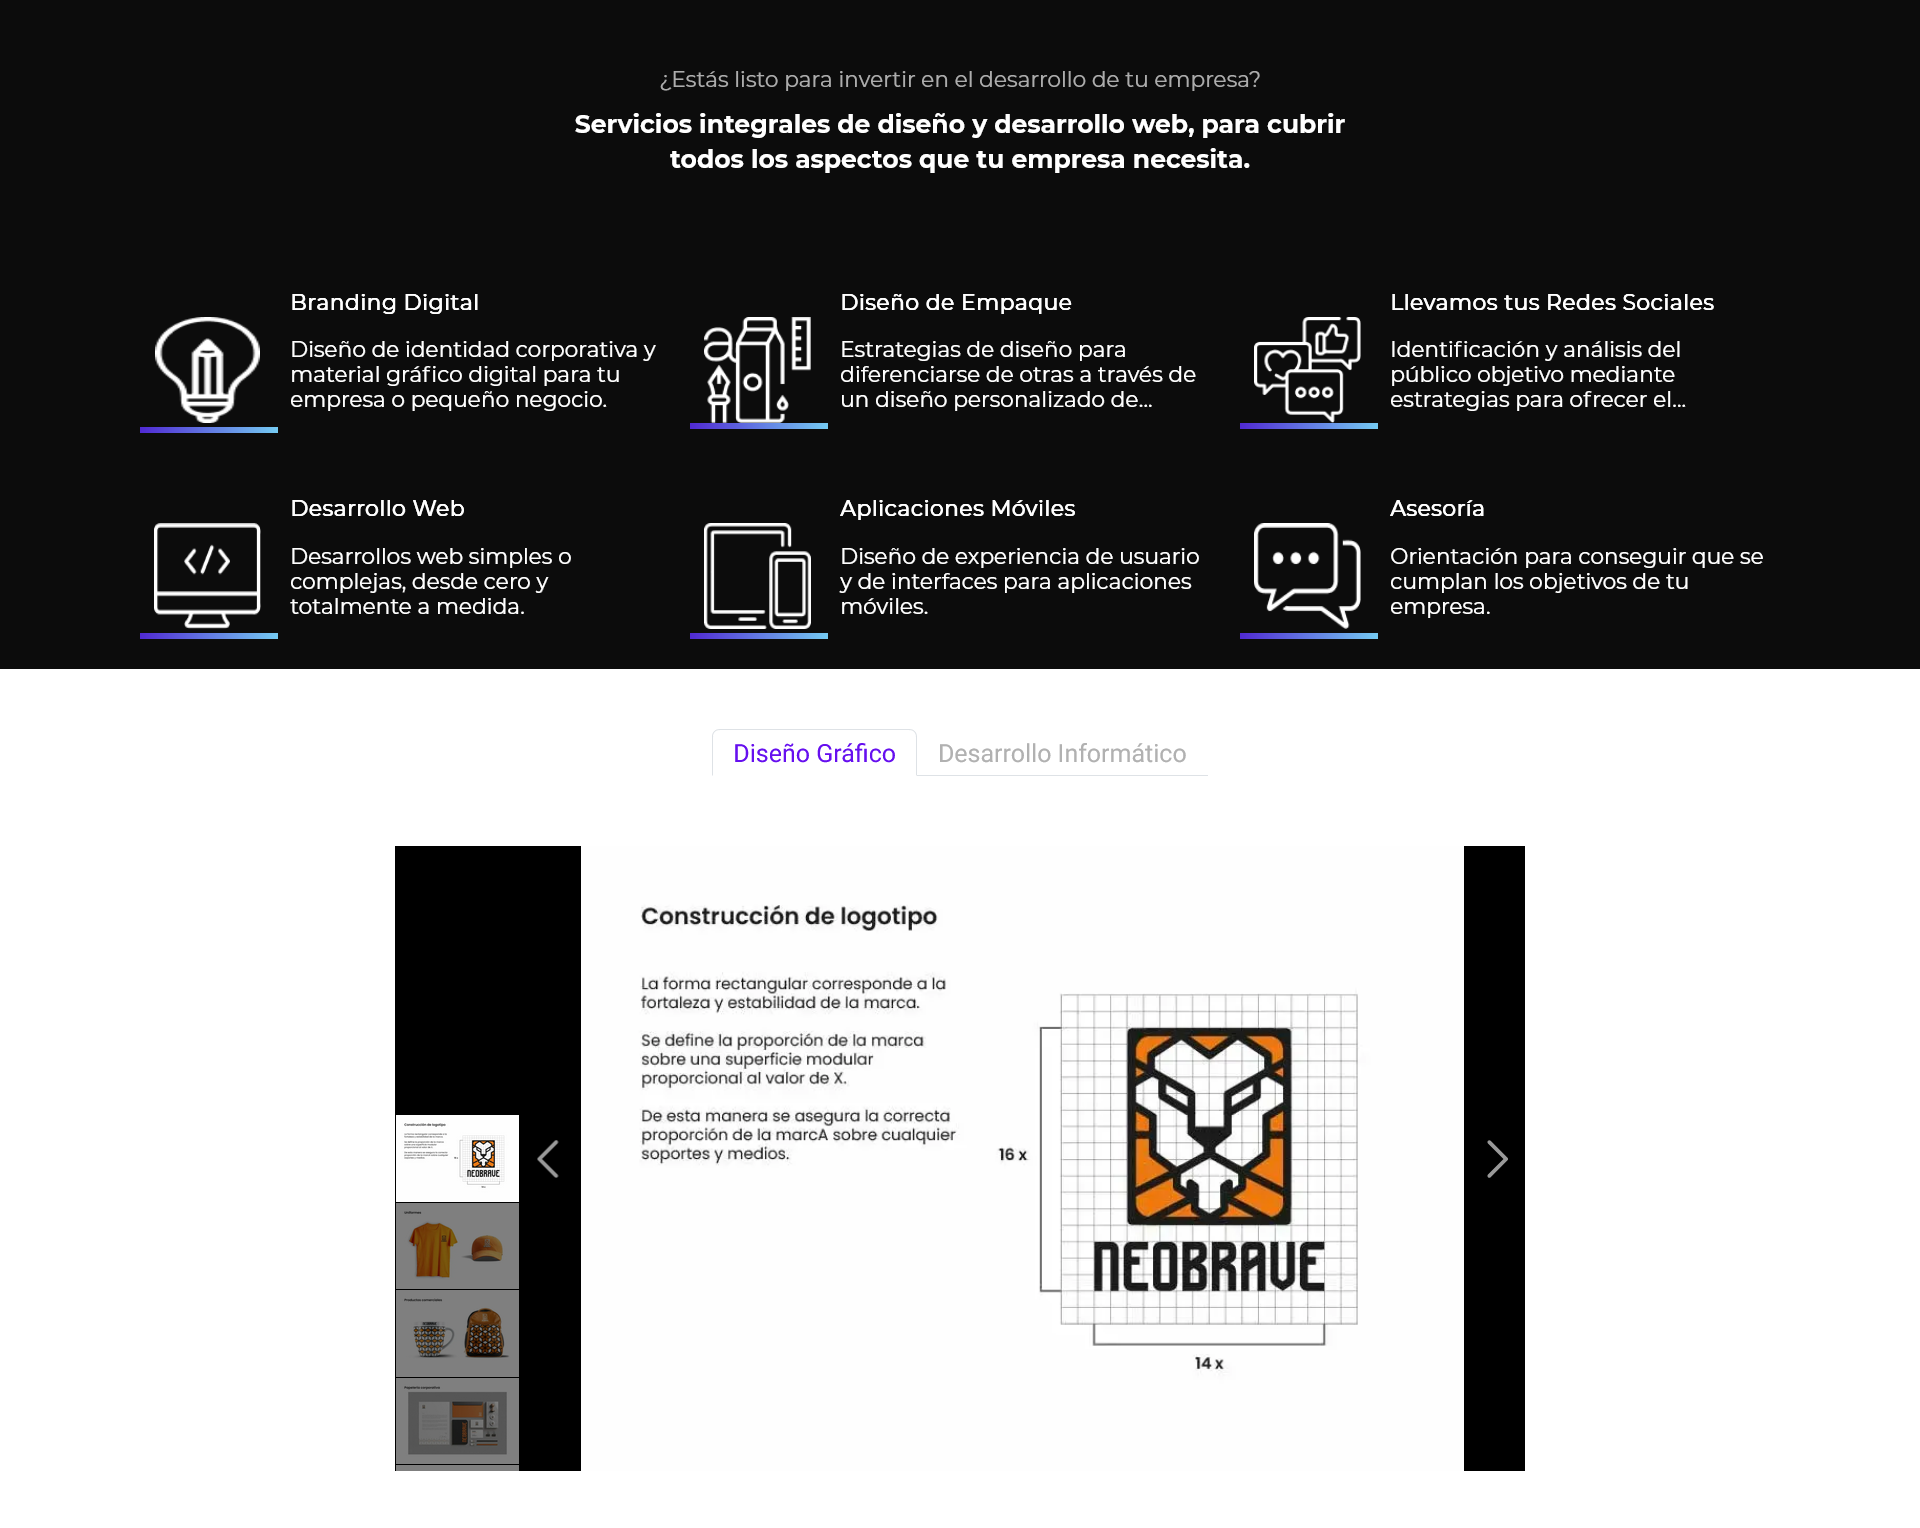 ¿Estás listo para invertir en el desarrollo de tu empresa?
Servicios integrales de diseño y desarrollo web, para cubrir
todos los aspectos que tu empresa necesita.
Branding Digital
Diseño de identidad corporativa y
material gráfico digital para tu
empresa o pequeño negocio.
Diseño de Empaque
Estrategias de diseño para
diferenciarse de otras a través de
un diseño personalizado de...
Llevamos tus Redes Sociales
Identificación y análisis del
público objetivo mediante
estrategias para ofrecer el...
Desarrollo Web
Desarrollos web simples o
complejas, desde cero y
totalmente a medida.
Aplicaciones Móviles
Diseño de experiencia de usuario
y de interfaces para aplicaciones
móviles.
Asesoría
Orientación para conseguir que se
cumplan los objetivos de tu
empresa.
Diseño Gráfico
Desarrollo Informático
Construcción de logotipo
La forma rectangular corresponde a la
fortaleza y estabilidad de la marca.
Se define la proporción de la marca
sobre una superficie modular
proporcional al valor de X.
De esta manera se asegura la correcta
proporción de la marcA sobre cualquier
soportes y medios.
16 x
NEOBRAVE
14 x
Construcción de logotipo
NEOBRAVE